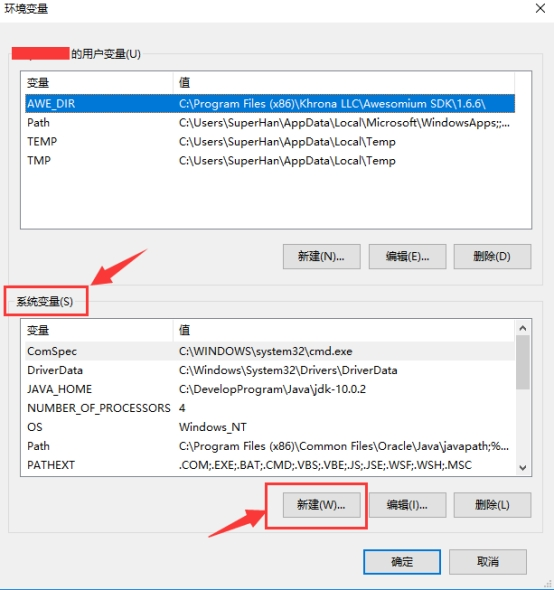 环境变量
的用户变量(U)
变量 值
AWE_DIR C:\Program Files (x86)\Khrona LLC\Awesomium SDK\1.6.6\
Path C:\Users\SuperHan\AppData\Local\Microsoft\WindowsApps;;...
TEMP C:\Users\SuperHan\AppData\Local\Temp
TMP C:\Users\SuperHan\AppData\Local\Temp
新建(N)... 编辑(E)... 删除(D)
系统变量(S)
变量 值
ComSpec C:\WINDOWS\system32\cmd.exe
DriverData C:\Windows\System32\Drivers\DriverData
JAVA_HOME C:\DevelopProgram\Java\jdk-10.0.2
NUMBER_OF_PROCESSORS 4
OS Windows_NT
Path C:\Program Files (x86)\Common Files\Oracle\Java\javapath;%...
PATHEXT .COM;.EXE;.BAT;.CMD;.VBS;.VBE;.JS;.JSE;.WSF;.WSH;.MSC
新建(W)... 编辑(I)... 删除(L)
确定 取消